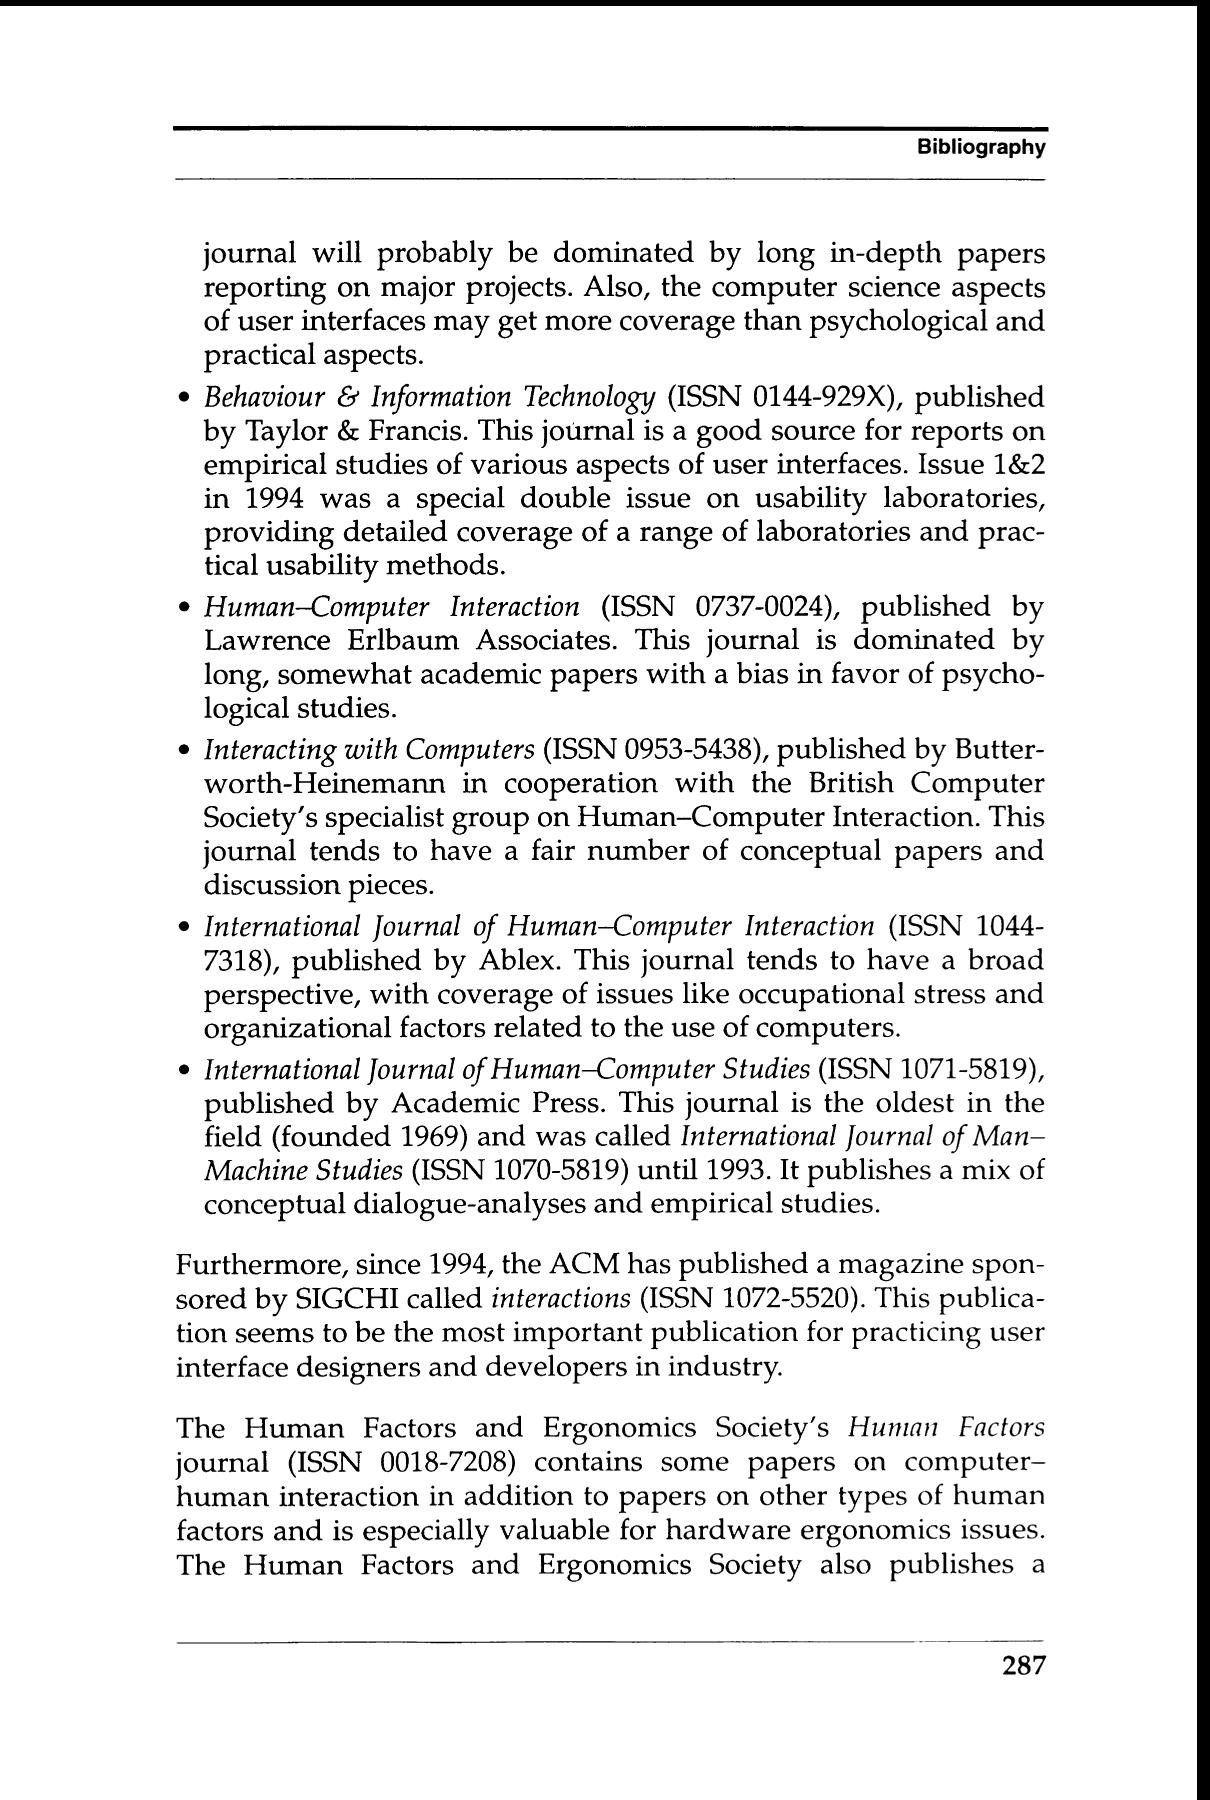 Bibliography
journal will probably be dominated by long in-depth papers
reporting on major projects. Also, the computer science aspects
of user interfaces may get more coverage than psychological and
practical aspects.
• Behaviour & Information Technology (ISSN 0144-929X), published
by Taylor & Francis. This journal is a good source for reports on
empirical studies of various aspects of user interfaces. Issue 1&2
in 1994 was a special double issue on usability laboratories,
providing detailed coverage of a range of laboratories and prac-
tical usability methods.
• Human–Computer Interaction (ISSN 0737-0024), published by
Lawrence Erlbaum Associates. This journal is dominated by
long, somewhat academic papers with a bias in favor of psycho-
logical studies.
• Interacting with Computers (ISSN 0953-5438), published by Butter-
worth-Heinemann in cooperation with the British Computer
Society's specialist group on Human–Computer Interaction. This
journal tends to have a fair number of conceptual papers and
discussion pieces.
• International Journal of Human–Computer Interaction (ISSN 1044-
7318), published by Ablex. This journal tends to have a broad
perspective, with coverage of issues like occupational stress and
organizational factors related to the use of computers.
• International Journal of Human–Computer Studies (ISSN 1071-5819),
published by Academic Press. This journal is the oldest in the
field (founded 1969) and was called International Journal of Man–
Machine Studies (ISSN 1070-5819) until 1993. It publishes a mix of
conceptual dialogue-analyses and empirical studies.
Furthermore, since 1994, the ACM has published a magazine spon-
sored by SIGCHI called interactions (ISSN 1072-5520). This publica-
tion seems to be the most important publication for practicing user
interface designers and developers in industry.
The Human Factors and Ergonomics Society's Human Factors
journal (ISSN 0018-7208) contains some papers on computer–
human interaction in addition to papers on other types of human
factors and is especially valuable for hardware ergonomics issues.
The Human Factors and Ergonomics Society also publishes a
287